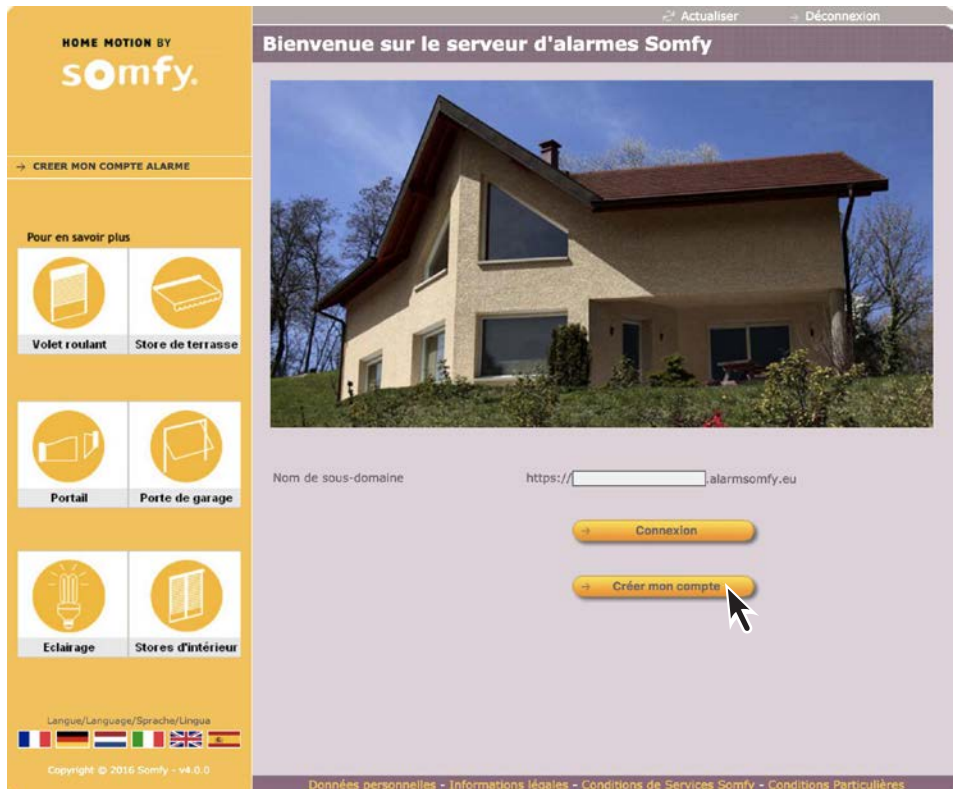 HOME MOTION BY
somfy.
→ CREER MON COMPTE ALARME
Pour en savoir plus
Volet roulant
Store de terrasse
Portail
Porte de garage
Eclairage
Stores d'intérieur
Langue/Language/Sprache/Lingua
Copyright © 2016 Somfy - v4.0.0
Actualiser
→ Déconnexion
Bienvenue sur le serveur d'alarmes Somfy
Nom de sous-domaine https:// .alarmsomfy.eu
→ Connexion
→ Créer mon compte
Données personnelles - Informations légales - Conditions de Services Somfy - Conditions Particulières